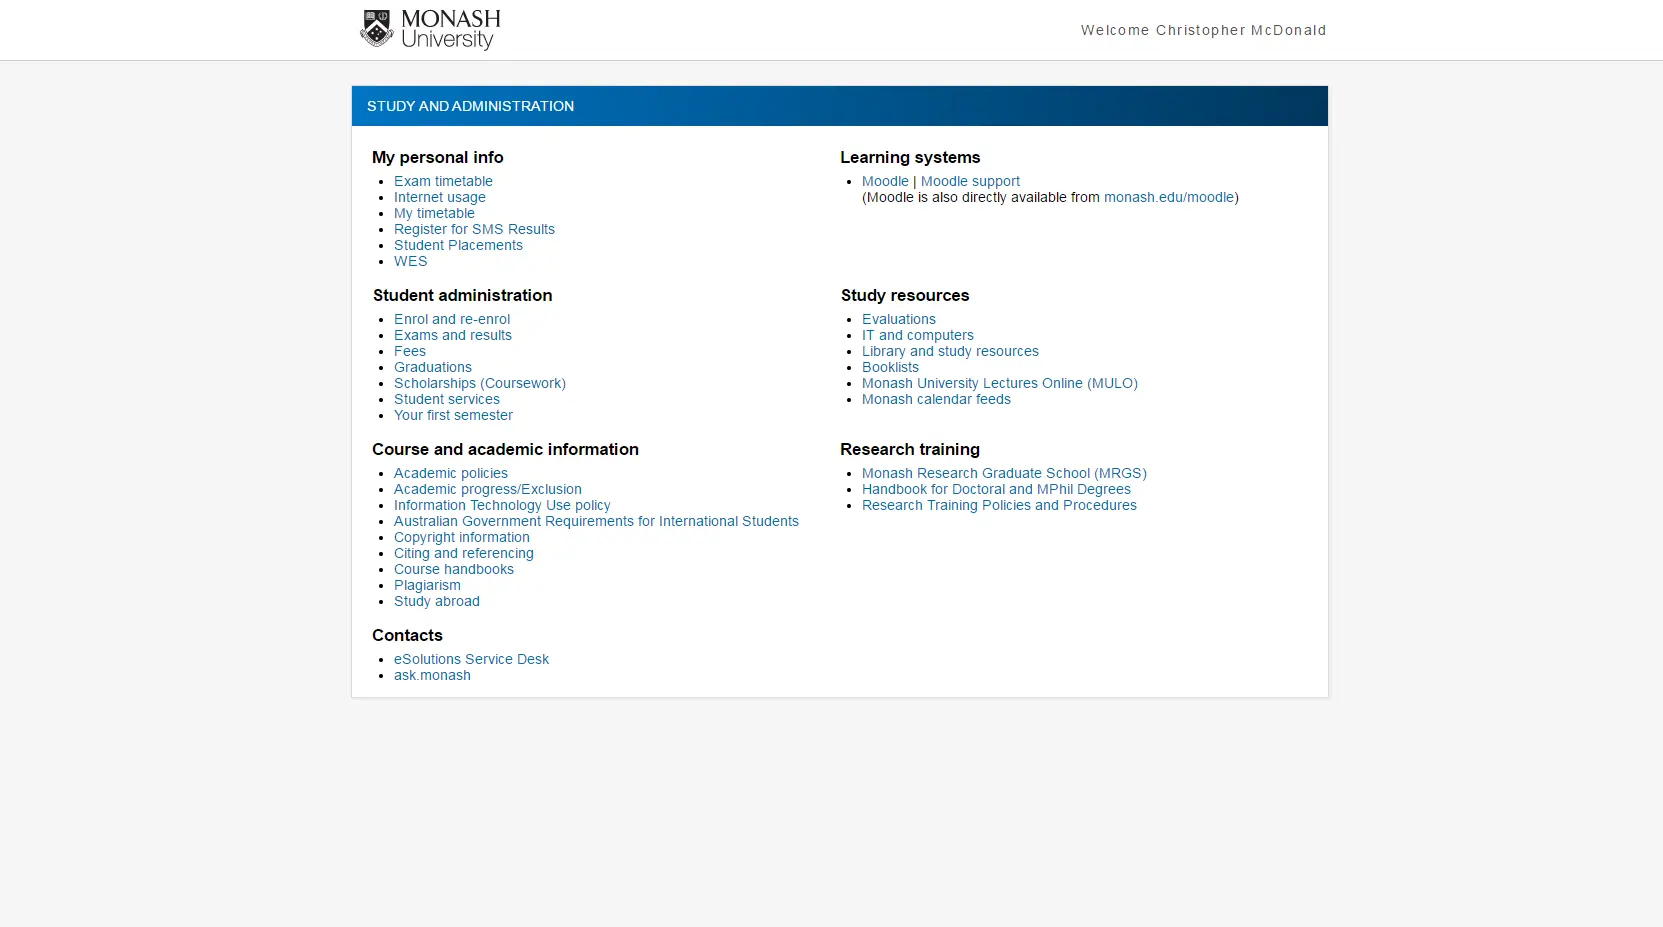 MONASH
University
Welcome Christopher McDonald
STUDY AND ADMINISTRATION
My personal info
Exam timetable
Internet usage
My timetable
Register for SMS Results
Student Placements
WES
Learning systems
Moodle | Moodle support
(Moodle is also directly available from monash.edu/moodle)
Student administration
Enrol and re-enrol
Exams and results
Fees
Graduations
Scholarships (Coursework)
Student services
Your first semester
Study resources
Evaluations
IT and computers
Library and study resources
Booklists
Monash University Lectures Online (MULO)
Monash calendar feeds
Course and academic information
Academic policies
Academic progress/Exclusion
Information Technology Use policy
Australian Government Requirements for International Students
Copyright information
Citing and referencing
Course handbooks
Plagiarism
Study abroad
Research training
Monash Research Graduate School (MRGS)
Handbook for Doctoral and MPhil Degrees
Research Training Policies and Procedures
Contacts
eSolutions Service Desk
ask.monash